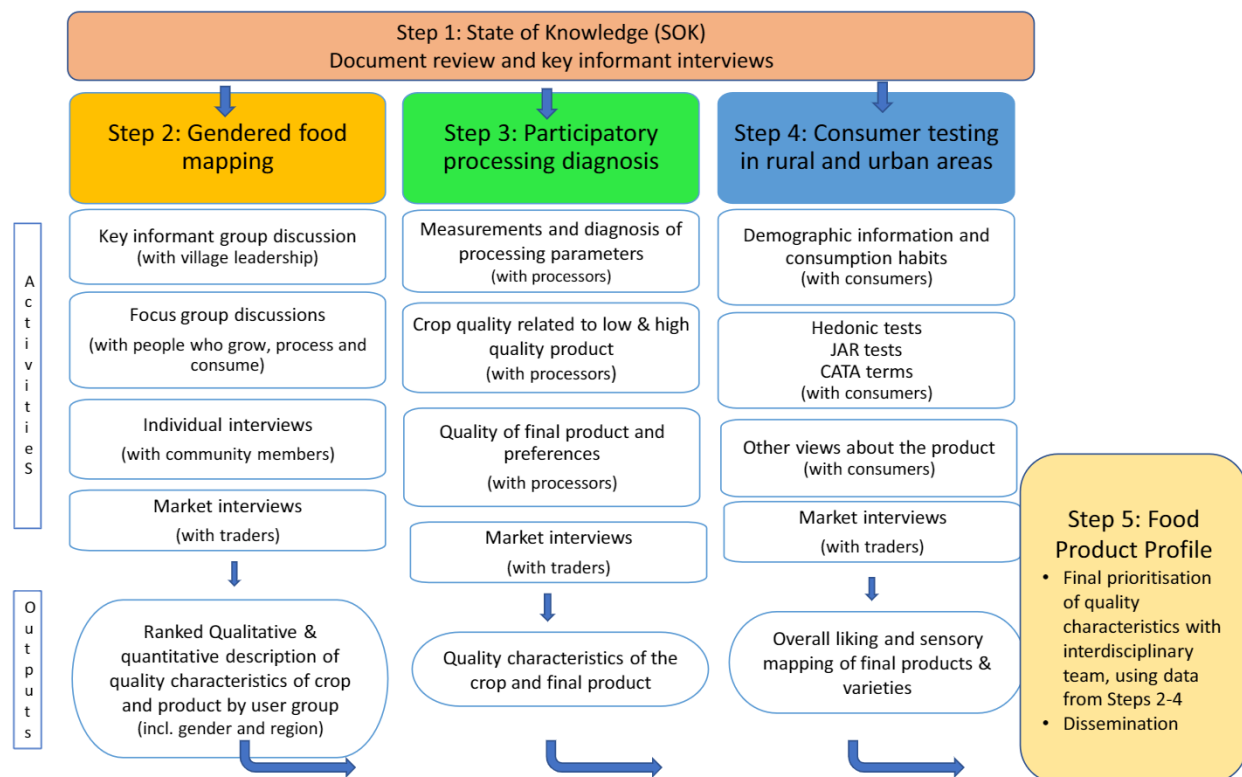 Step 1: State of Knowledge (SOK)
Document review and key informant interviews
Step 2: Gendered food
mapping
Step 3: Participatory
processing diagnosis
Step 4: Consumer testing
in rural and urban areas
ActivitieS
Key informant group discussion
(with village leadership)
Focus group discussions
(with people who grow, process and
consume)
Individual interviews
(with community members)
Market interviews
(with traders)
Measurements and diagnosis of
processing parameters
(with processors)
Crop quality related to low & high
quality product
(with processors)
Quality of final product and
preferences
(with processors)
Market interviews
(with traders)
Demographic information and
consumption habits
(with consumers)
Hedonic tests
JAR tests
CATA terms
(with consumers)
Other views about the product
(with consumers)
Market interviews
(with traders)
Outputs
Ranked Qualitative &
quantitative description of
quality characteristics of crop
and product by user group
(incl. gender and region)
Quality characteristics of the
crop and final product
Overall liking and sensory
mapping of final products &
varieties
Step 5: Food
Product Profile
• Final prioritisation
of quality
characteristics with
interdisciplinary
team, using data
from Steps 2-4
• Dissemination